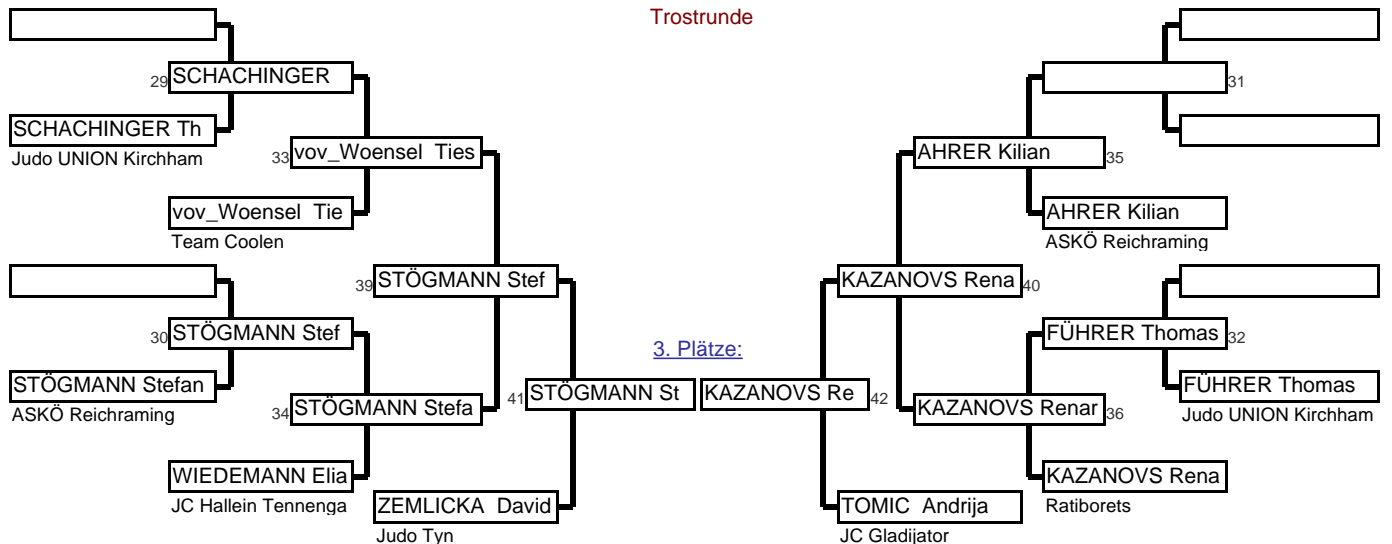 Trostrunde
29 SCHACHINGER
31
SCHACHINGER Th
Judo UNION Kirchham
33 vov_Woensel Ties
AHRER Kilian 35
vov_Woensel Tie
Team Coolen
AHRER Kilian
ASKÖ Reichraming
39 STÖGMANN Stef
KAZANOVS Rena 40
30 STÖGMANN Stef
FÜHRER Thomas 32
3. Plätze:
STÖGMANN Stefan
ASKÖ Reichraming
41 STÖGMANN St
KAZANOVS Re 42
FÜHRER Thomas
Judo UNION Kirchham
34 STÖGMANN Stefa
KAZANOVS Renar 36
WIEDEMANN Elia
JC Hallein Tennenga
KAZANOVS Rena
Ratiborets
ZEMLICKA David
Judo Tyn
TOMIC Andrija
JC Gladijator